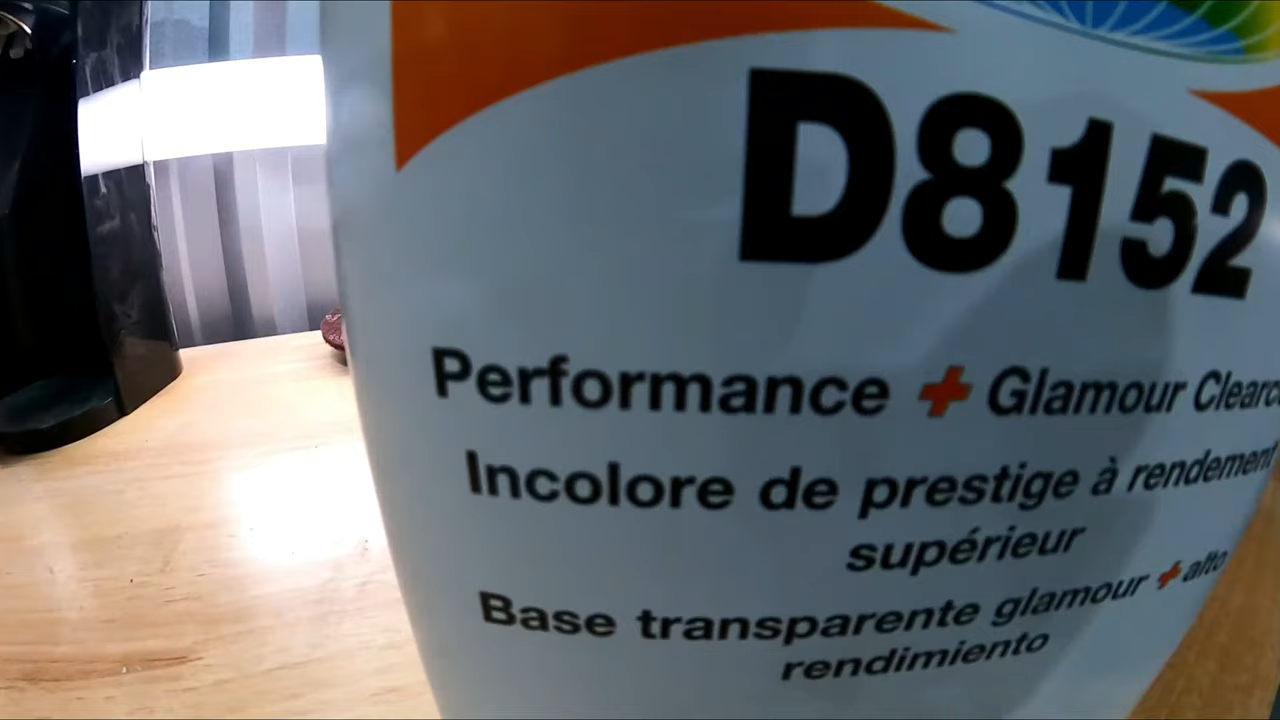 D8152
Performance + Glamour Clearc
Incolore de prestige à rendement
supérieur
Base transparente glamour + alto
rendimiento